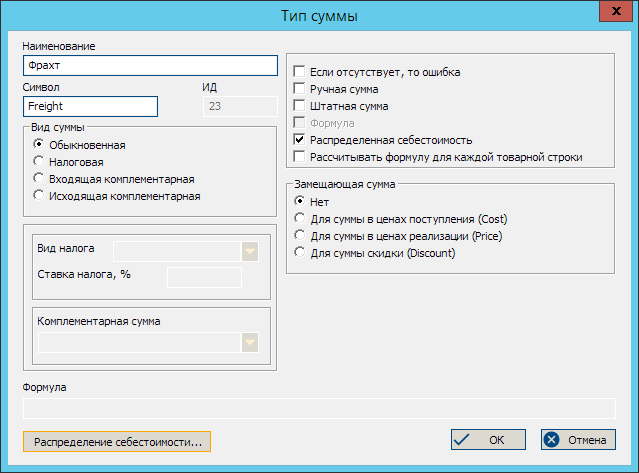 Тип суммы
x
Наименование
Фрахт
Символ
ИД
Freight
23
Вид суммы
Обыкновенная
Налоговая
Входящая комплементарная
Исходящая комплементарная
Вид налога
Ставка налога, %
Комплементарная сумма
Если отсутствует, то ошибка
Ручная сумма
Штатная сумма
Формула
Распределенная себестоимость
Рассчитывать формулу для каждой товарной строки
Замещающая сумма
Нет
Для суммы в ценах поступления (Cost)
Для суммы в ценах реализации (Price)
Для суммы скидки (Discount)
Формула
Распределение себестоимости...
ОК
Отмена